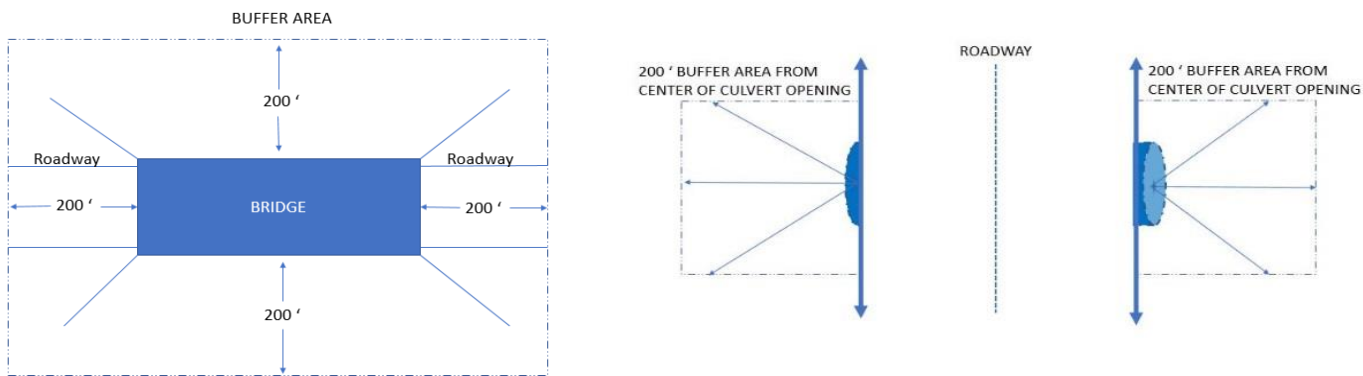 BUFFER AREA
200 ‘
Roadway
Roadway
200 ‘
BRIDGE
200 ‘
200 ‘
ROADWAY
200 ‘ BUFFER AREA FROM
CENTER OF CULVERT OPENING
200 ‘ BUFFER AREA FROM
CENTER OF CULVERT OPENING